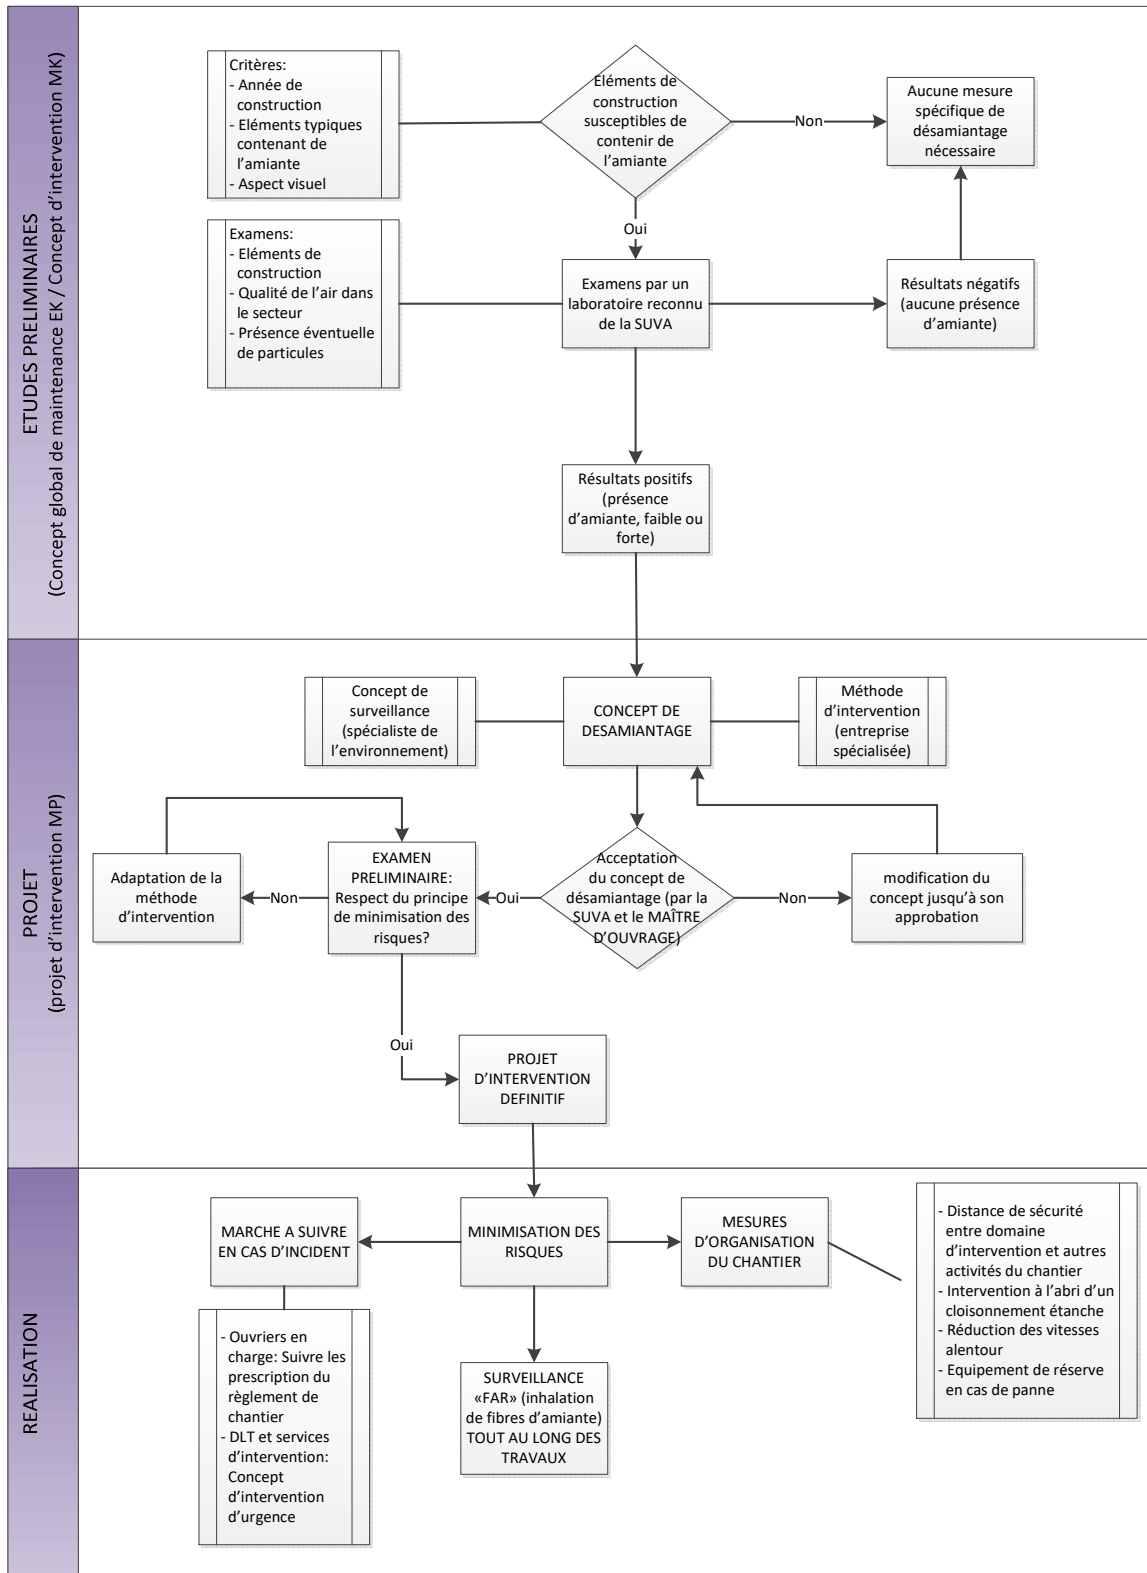 ETUDES PRELIMINAIRES
(Concept global de maintenance EK / Concept d'intervention MK)
Critères:
- Année de
construction
- Eléments typiques
contenant de
l'amiante
- Aspect visuel
Eléments de
construction
susceptibles de
contenir de
l'amiante
Non
Aucune mesure
spécifique de
désamiantage
nécessaire
Oui
Examens:
- Eléments de
construction
- Qualité de l'air dans
le secteur
- Présence éventuelle
de particules
Examens par un
laboratoire reconnu
de la SUVA
Résultats négatifs
(aucune présence
d'amiante)
Résultats positifs
(présence
d'amiante, faible ou
forte)
PROJET
(projet d'intervention MP)
Concept de
surveillance
(spécialiste de
l'environnement)
CONCEPT DE
DESAMIANTAGE
Méthode
d'intervention
(entreprise
spécialisée)
Adaptation de la
méthode
d'intervention
Non
EXAMEN
PRELIMINAIRE:
Respect du principe
de minimisation des
risques?
Oui
Acceptation
du concept de
désamiantage (par la
SUVA et le MAÎTRE
D'OUVRAGE)
Non
modification du
concept jusqu'à son
approbation
Oui
PROJET
D'INTERVENTION
DEFINITIF
REALISATION
MARCHE A SUIVRE
EN CAS D'INCIDENT
MINIMISATION DES
RISQUES
MESURES
D'ORGANISATION
DU CHANTIER
- Distance de sécurité
entre domaine
d'intervention et autres
activités du chantier
- Intervention à l'abri d'un
cloisonnement étanche
- Réduction des vitesses
alentour
- Equipement de réserve
en cas de panne
- Ouvriers en
charge: Suivre les
prescription du
règlement de
chantier
- DLT et services
d'intervention:
Concept
d'intervention
d'urgence
SURVEILLANCE
«FAR» (inhalation
de fibres d'amiante)
TOUT AU LONG DES
TRAVAUX